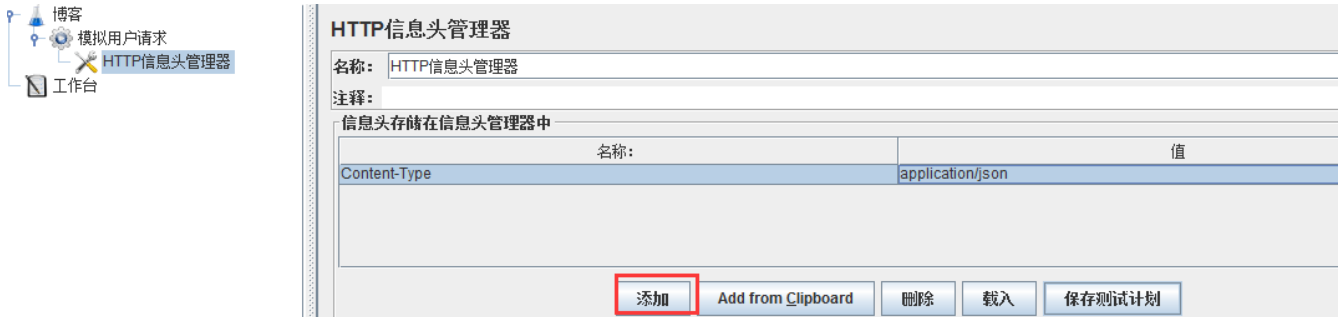 博客
模拟用户请求
HTTP信息头管理器
工作台
HTTP信息头管理器
名称： HTTP信息头管理器
注释：
信息头存储在信息头管理器中
名称: 值
Content-Type application/json
添加 Add from Clipboard 删除 载入 保存测试计划